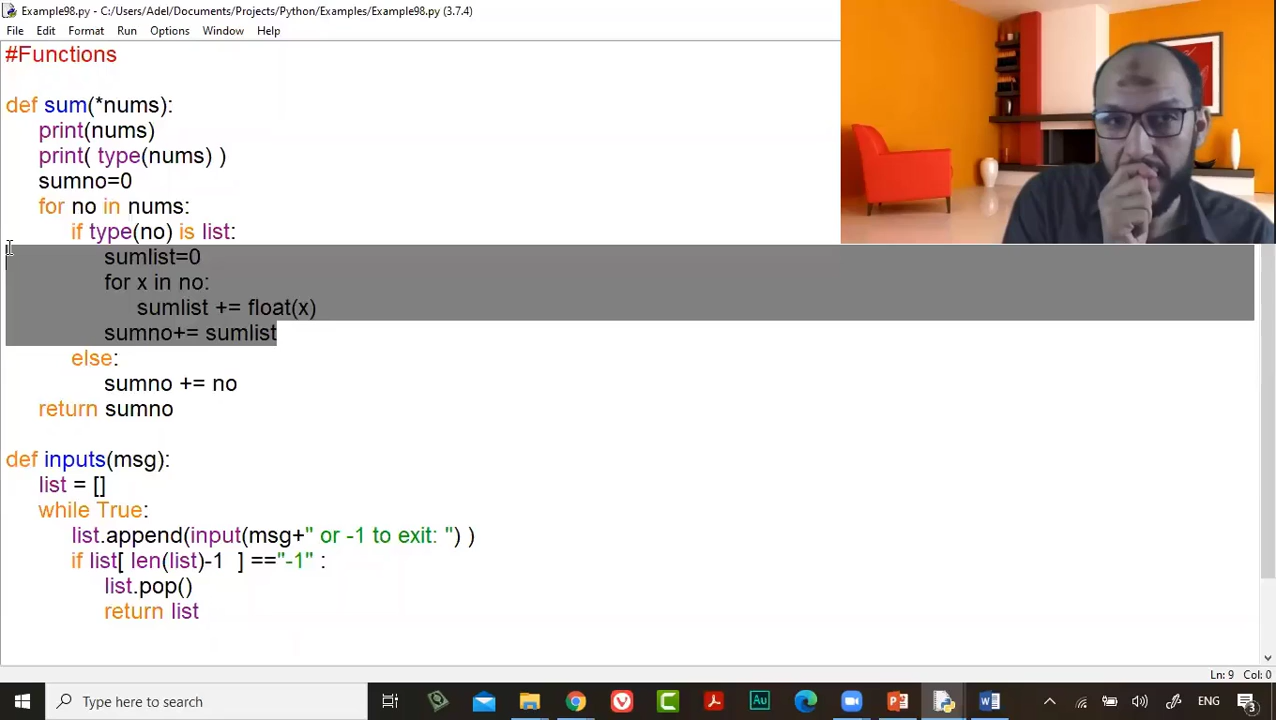 Example98.py - C:/Users/Adel/Documents/Projects/Python/Examples/Example98.py (3.7.4)
File Edit Format Run Options Window Help
#Functions
def sum(*nums):
print(nums)
print( type(nums) )
sumno=0
for no in nums:
if type(no) is list:
sumlist=0
for x in no:
sumlist += float(x)
sumno+= sumlist
else:
sumno += no
return sumno
def inputs(msg):
list = []
while True:
list.append(input(msg+" or -1 to exit: ") )
if list[ len(list)-1  ] =="-1" :
list.pop()
return list
Ln: 9 Col: 0
Type here to search
ENG
3